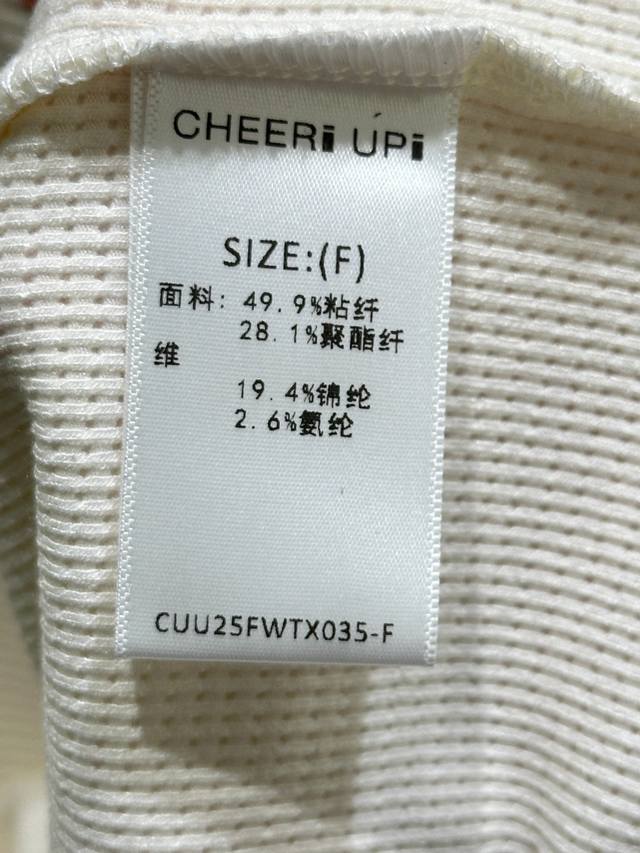 CHEERi UPi
SIZE:(F)
面料: 49.9%粘纤
28.1%聚酯纤
维
19.4%锦纶
2.6%氨纶
CUU25FWTX035-F